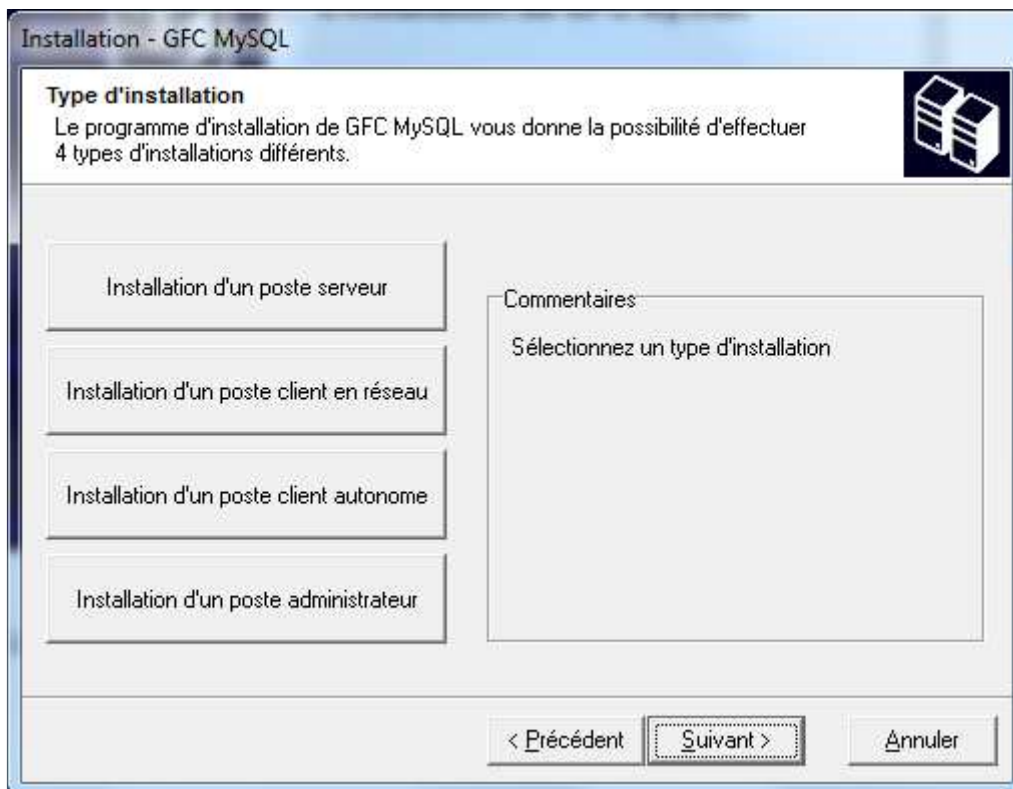 Installation - GFC MySQL
Type d'installation
Le programme d'installation de GFC MySQL vous donne la possibilité d'effectuer
4 types d'installations différents.
Installation d'un poste serveur
Commentaires
Sélectionnez un type d'installation
Installation d'un poste client en réseau
Installation d'un poste client autonome
Installation d'un poste administrateur
< Précédent
Suivant >
Annuler